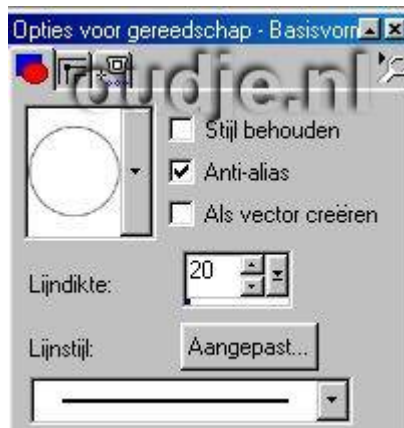 Opties voor gereedschap - Basisvorm
oudje.nl
Stijl behouden
Anti-alias
Als vector creëren
Lijndikte:
20
Lijnstijl:
Aangepast...